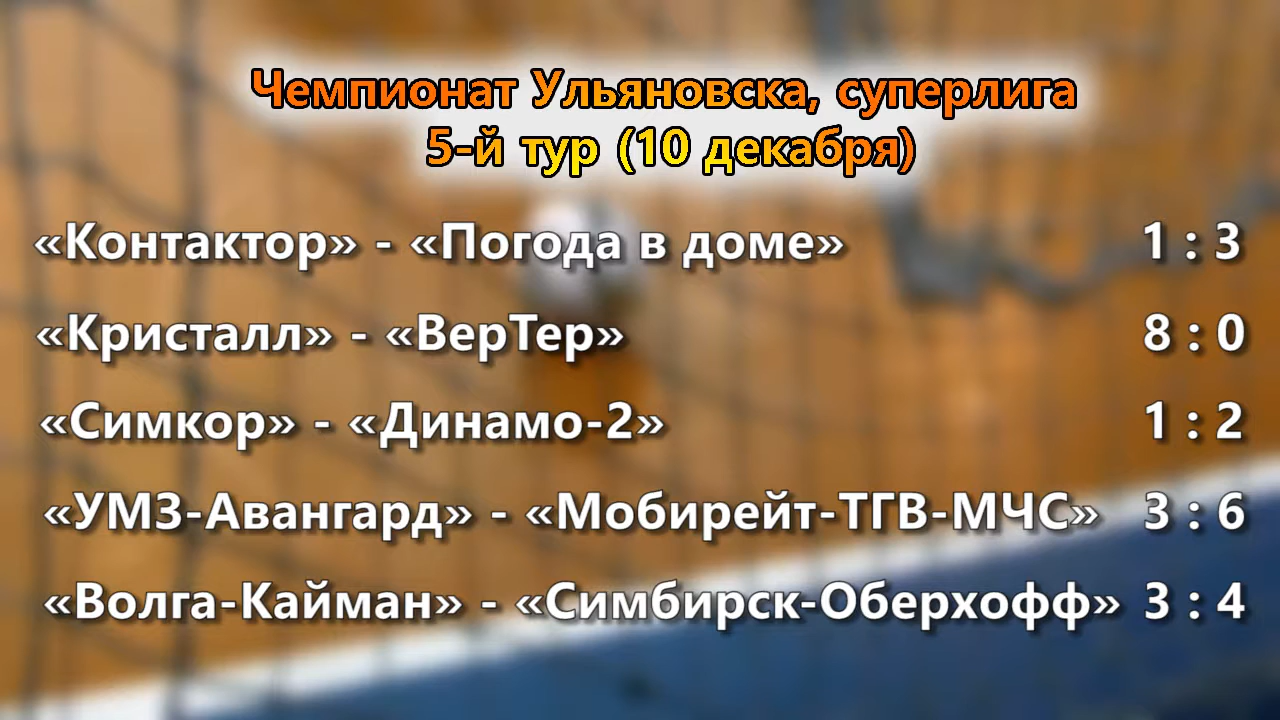 Чемпионат Ульяновска, суперлига
5-й тур (10 декабря)
«Контактор» - «Погода в доме» 1 : 3
«Кристалл» - «ВерТер» 8 : 0
«Симкор» - «Динамо-2» 1 : 2
«УМЗ-Авангард» - «Мобирейт-ТГВ-МЧС» 3 : 6
«Волга-Кайман» - «Симбирск-Оберхофф» 3 : 4